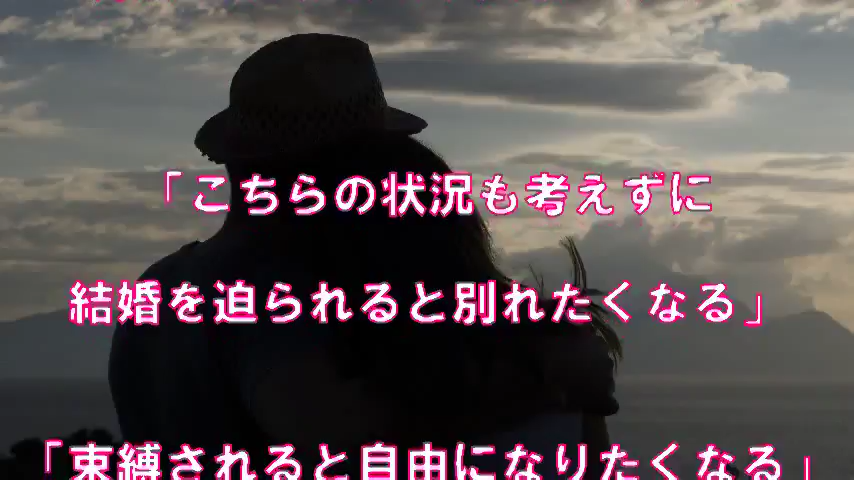 「こちらの状況も考えずに
結婚を迫られると別れたくなる」
「束縛されると自由になりたくなる」